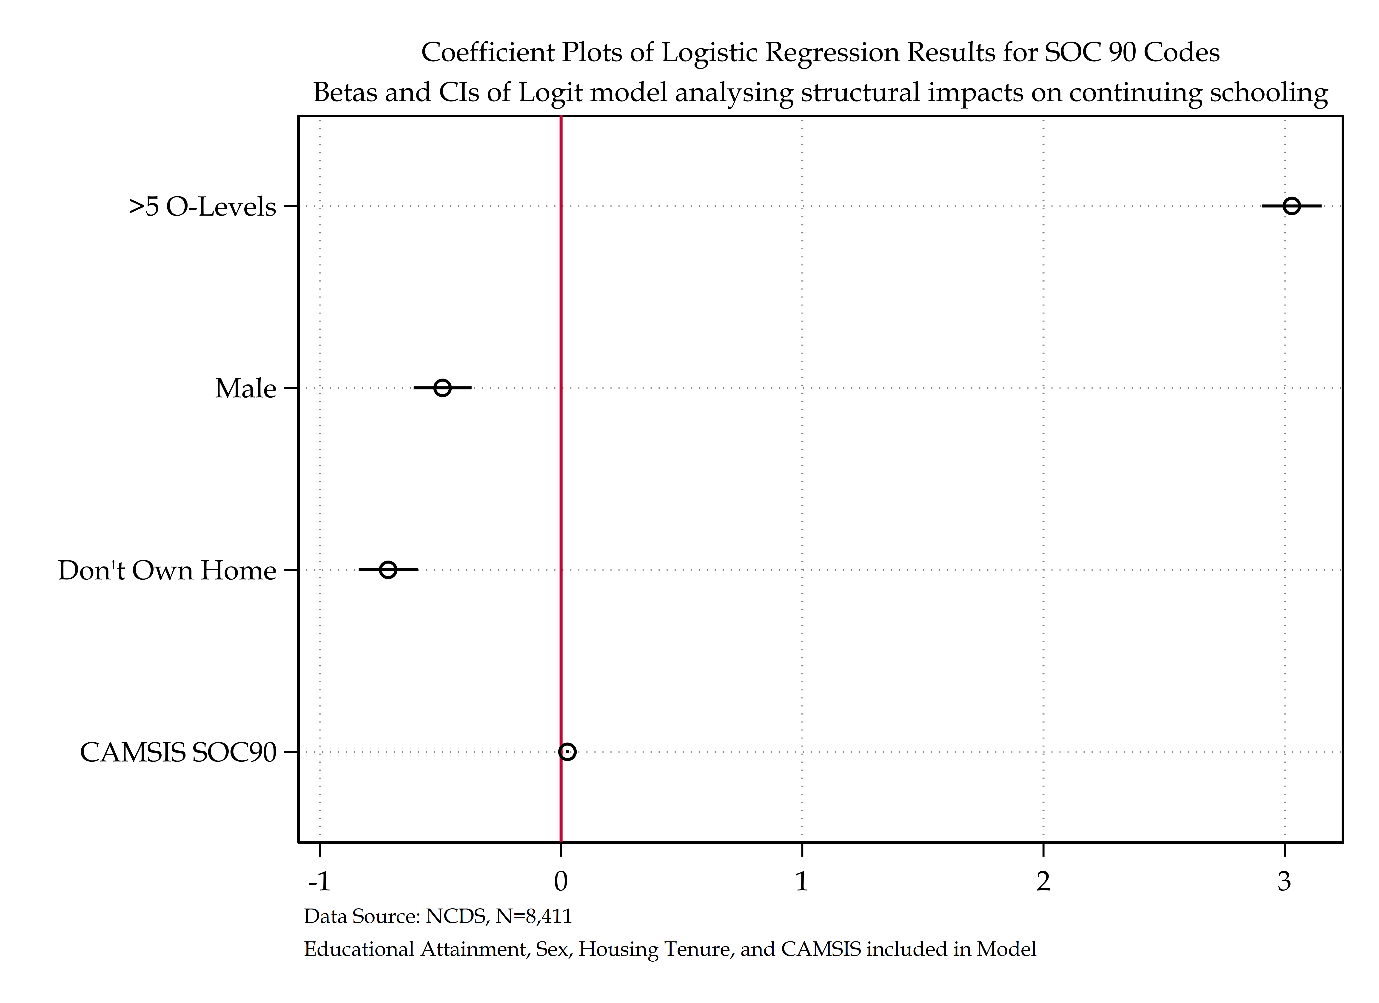 Coefficient Plots of Logistic Regression Results for SOC 90 Codes
Betas and CIs of Logit model analysing structural impacts on continuing schooling
>5 O-Levels
Male
Don't Own Home
CAMSIS SOC90
-1 0 1 2 3
Data Source: NCDS, N=8,411
Educational Attainment, Sex, Housing Tenure, and CAMSIS included in Model